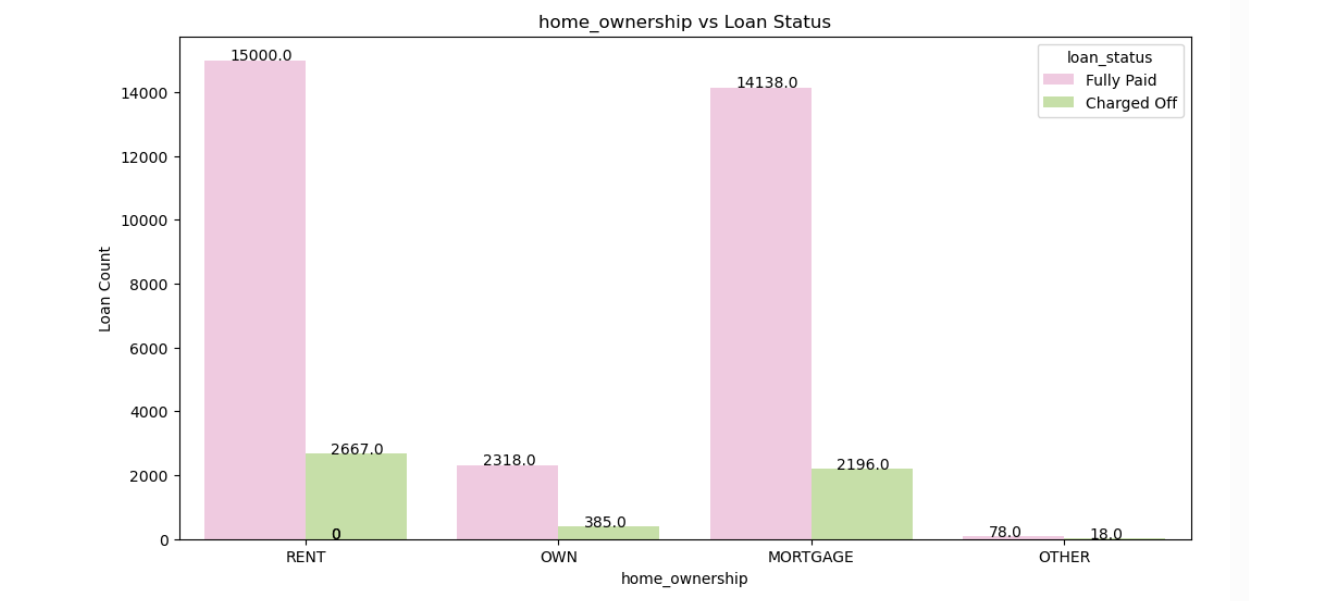 home_ownership vs Loan Status
loan_status
Fully Paid
Charged Off
Loan Count
14000
12000
10000
8000
6000
4000
2000
0
15000.0
2667.0
0
2318.0
385.0
14138.0
2196.0
78.0
18.0
RENT
OWN
MORTGAGE
OTHER
home_ownership